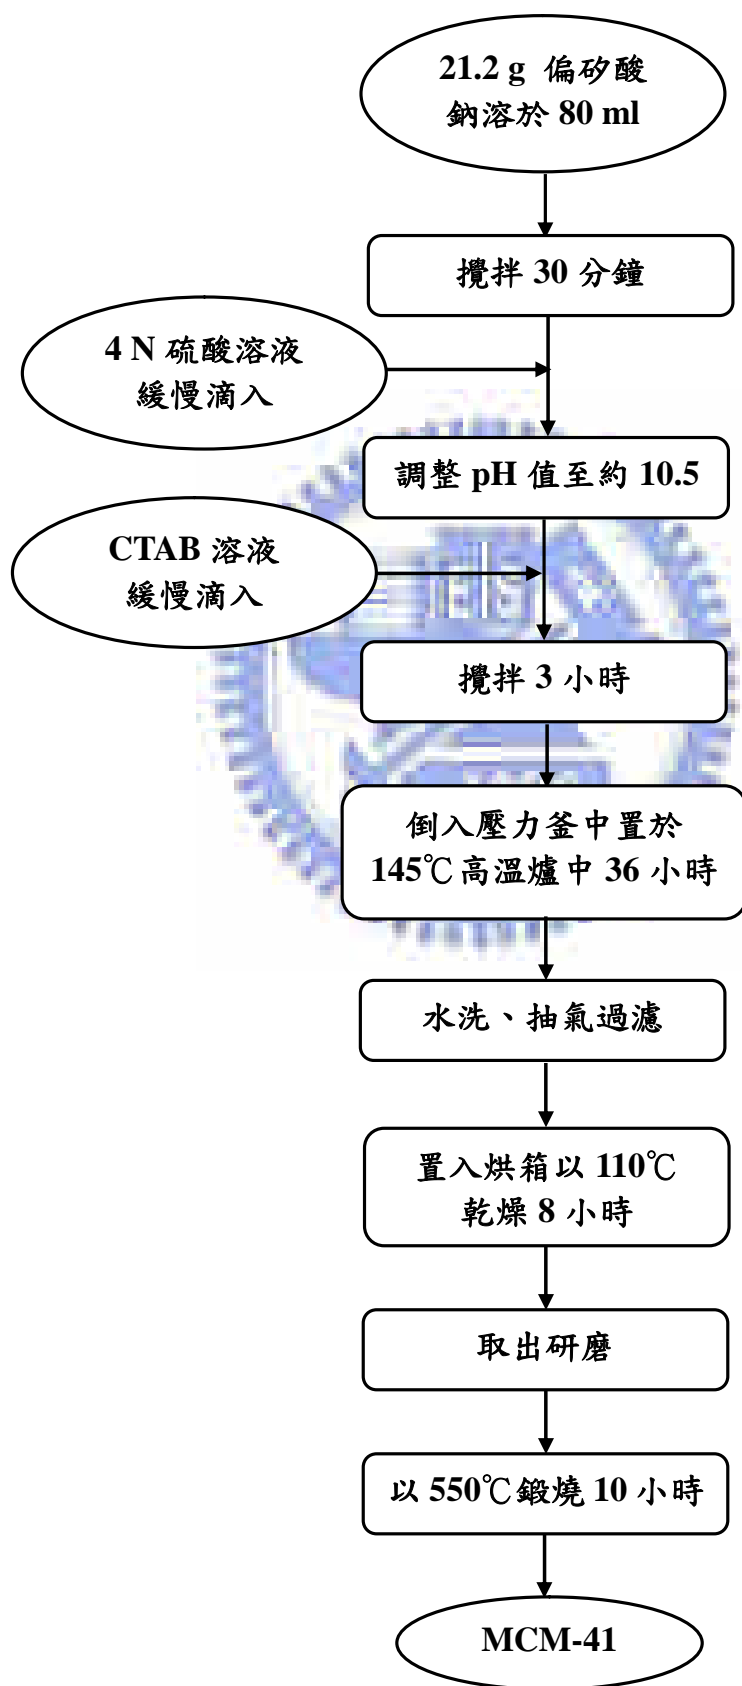 21.2 g 偏矽酸
鈉溶於 80 ml
攪拌 30 分鐘
4 N 硫酸溶液
緩慢滴入
調整 pH 值至約 10.5
CTAB 溶液
緩慢滴入
攪拌 3 小時
倒入壓力釜中置於
145℃高溫爐中 36 小時
水洗、抽氣過濾
置入烘箱以 110℃
乾燥 8 小時
取出研磨
以 550℃鍛燒 10 小時
MCM-41